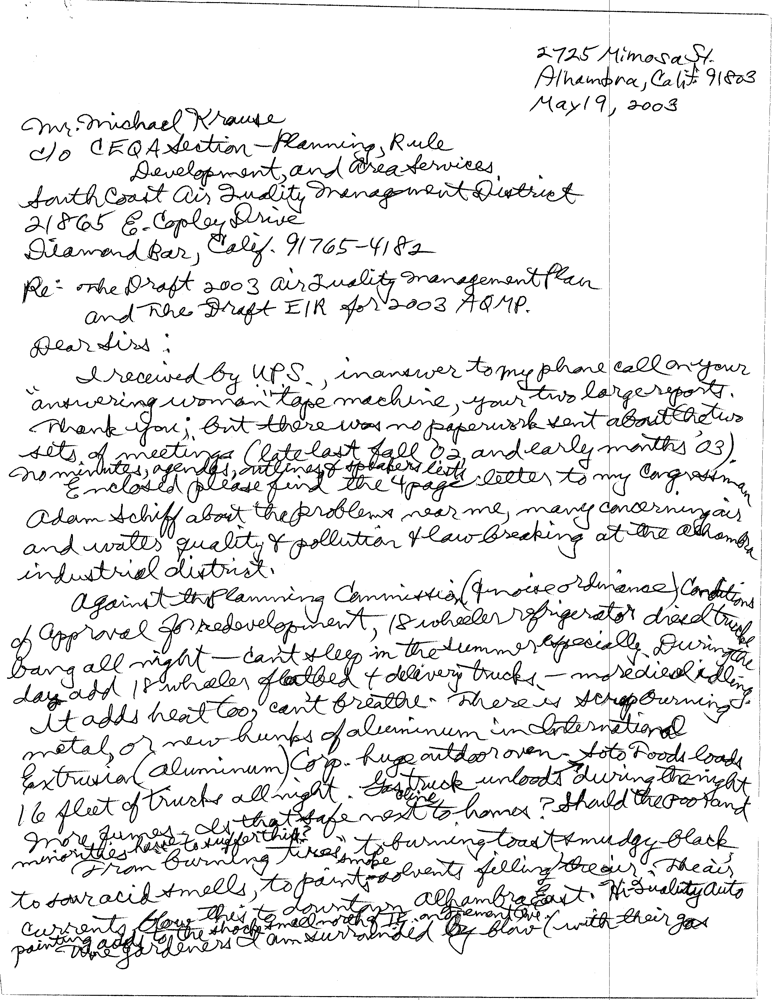 2725 Mimosa St.
Alhambra, Calif. 91803
May 19, 2003
Mr. Michael Krause
c/o CEQA Section - Planning, Rule
Development, and Area Services
South Coast Air Quality Management District
21865 E. Copley Drive
Diamond Bar, Calif. 91765-4182
Re: The Draft 2003 Air Quality Management Plan
and The Draft EIR for 2003 AQMP.
Dear Sirs:
I received by U.P.S., in answer to my phone call on your
"answering woman" tape machine, your two large reports.
Thank you; but there was no paperwork sent about the two
sets of meetings (late last fall '02, and early months '03).
No minutes, agendas, outlines, & speakers lists
Enclosed please find the 4 page letter to my Congressman
Adam Schiff about the problems near me, many concerning air
and water quality & pollution & law breaking at the Alhambra
industrial district.
Against the Planning Commission (& noise ordinance) Conditions
of Approval for redevelopment, 18 wheeler refrigerator diesel trucks
bang all night - can't sleep in the summer especially. During the
day add 18 wheeler flatbed & delivery trucks - more diesel idling.
It adds heat too, can't breathe. There is scrap burning
metal, or new hunks of aluminum in International
Extrusion (Aluminum) Corp. huge outdoor oven - Soto Foods loads
16 fleet of trucks all night. Gasoline truck unloads during the night
More fumes. Is that safe next to homes? Should the poor and
minorities have to suffer this?
From "burning tires" to burning toast smudgy black smoke,
to sour acid smells, to paint-solvents filling the air. The air
currents blow this to downtown Alhambra East. Hi-Quality Auto
painting adds to the shock smell north of on Fremont Ave.
The gardeners I am surrounded by blow (with their gas